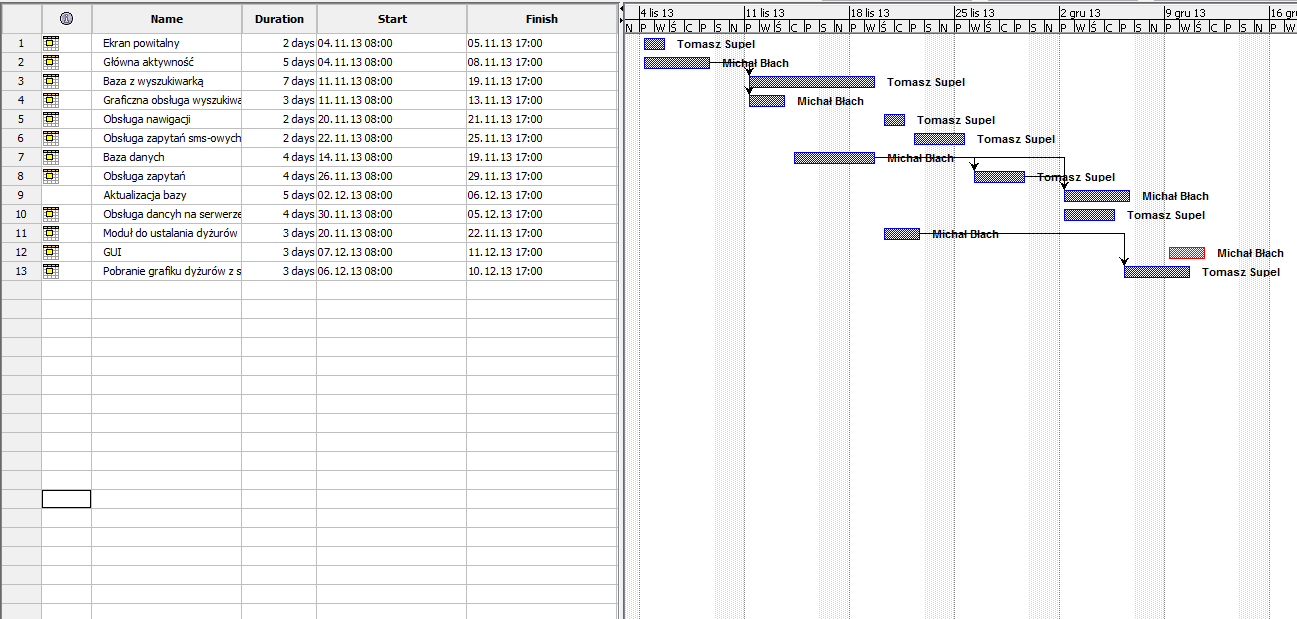 Name Duration Start Finish
4 lis 13 11 lis 13 18 lis 13 25 lis 13 2 gru 13 9 gru 13 16 gru
N P W Ś C P S N P W Ś C P S N P W Ś C P S N P W Ś C P S N P W Ś C P S N P W Ś C P S N P W
1 Ekran powitalny 2 days 04.11.13 08:00 05.11.13 17:00 Tomasz Supel
2 Główna aktywność 5 days 04.11.13 08:00 08.11.13 17:00 Michał Błach
3 Baza z wyszukiwarką 7 days 11.11.13 08:00 19.11.13 17:00 Tomasz Supel
4 Graficzna obsługa wyszukiwa 3 days 11.11.13 08:00 13.11.13 17:00 Michał Błach
5 Obsługa nawigacji 2 days 20.11.13 08:00 21.11.13 17:00 Tomasz Supel
6 Obsługa zapytań sms-owych 2 days 22.11.13 08:00 25.11.13 17:00 Tomasz Supel
7 Baza danych 4 days 14.11.13 08:00 19.11.13 17:00 Michał Błach
8 Obsługa zapytań 4 days 26.11.13 08:00 29.11.13 17:00 Tomasz Supel
9 Aktualizacja bazy 5 days 02.12.13 08:00 06.12.13 17:00 Michał Błach
10 Obsługa dancyh na serwerze 4 days 30.11.13 08:00 05.12.13 17:00 Tomasz Supel
11 Moduł do ustalania dyżurów 3 days 20.11.13 08:00 22.11.13 17:00 Michał Błach
12 GUI 3 days 07.12.13 08:00 11.12.13 17:00 Michał Błach
13 Pobranie grafiku dyżurów z s 3 days 06.12.13 08:00 10.12.13 17:00 Tomasz Supel